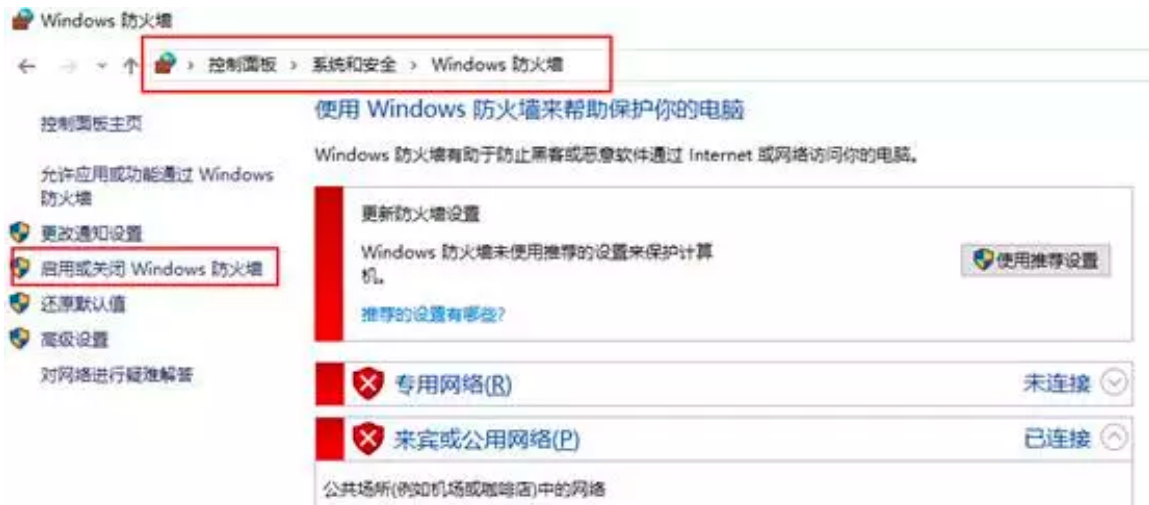 Windows 防火墙
控制面板 › 系统和安全 › Windows 防火墙
控制面板主页
允许应用或功能通过 Windows
防火墙
更改通知设置
启用或关闭 Windows 防火墙
还原默认值
高级设置
对网络进行疑难解答
使用 Windows 防火墙来帮助保护你的电脑
Windows 防火墙有助于防止黑客或恶意软件通过 Internet 或网络访问你的电脑。
更新防火墙设置
Windows 防火墙未使用推荐的设置来保护计算
机。
使用推荐设置
推荐的设置有哪些?
专用网络(R) 未连接
来宾或公用网络(P) 已连接
公共场所(例如机场或咖啡店)中的网络